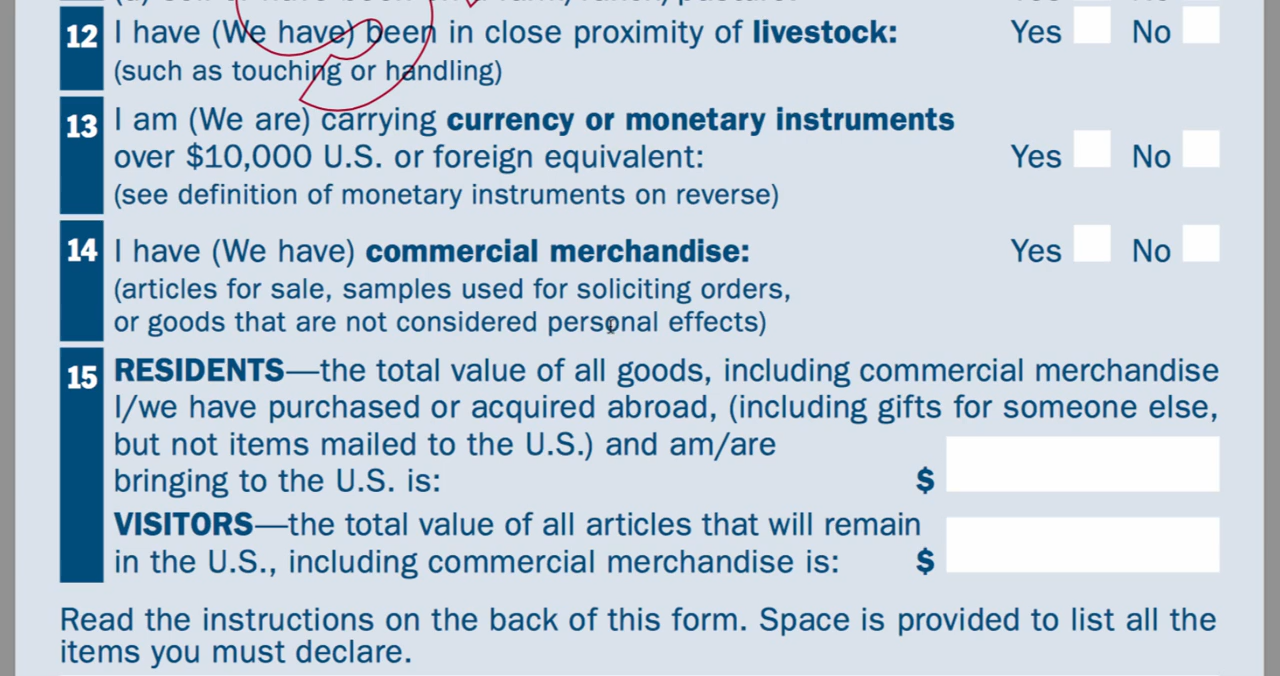 12 I have (We have) been in close proximity of livestock: Yes No
(such as touching or handling)
13 I am (We are) carrying currency or monetary instruments
over $10,000 U.S. or foreign equivalent: Yes No
(see definition of monetary instruments on reverse)
14 I have (We have) commercial merchandise: Yes No
(articles for sale, samples used for soliciting orders,
or goods that are not considered personal effects)
15 RESIDENTS—the total value of all goods, including commercial merchandise
I/we have purchased or acquired abroad, (including gifts for someone else,
but not items mailed to the U.S.) and am/are
bringing to the U.S. is: $
VISITORS—the total value of all articles that will remain
in the U.S., including commercial merchandise is: $
Read the instructions on the back of this form. Space is provided to list all the
items you must declare.